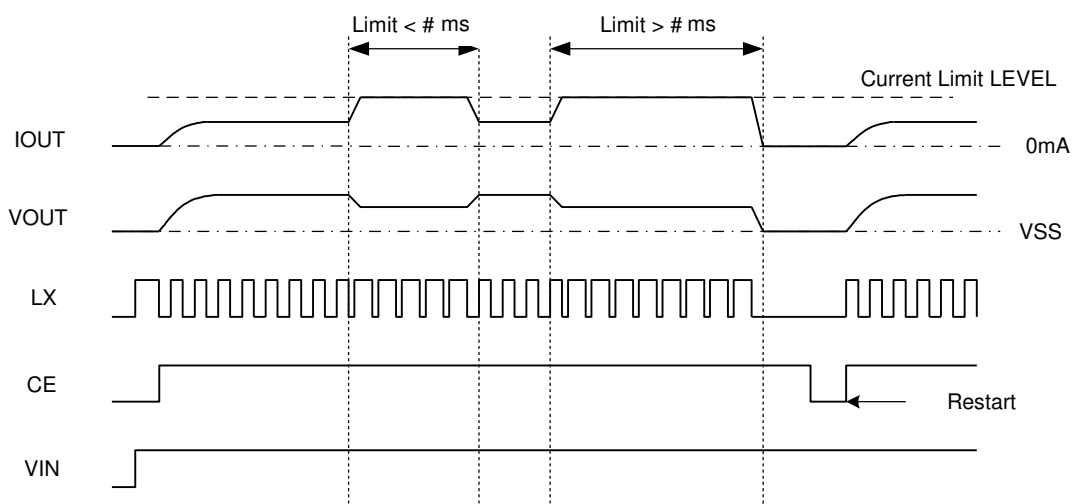 Limit < # ms
Limit > # ms
Current Limit LEVEL
IOUT
0mA
VOUT
VSS
LX
CE
Restart
VIN